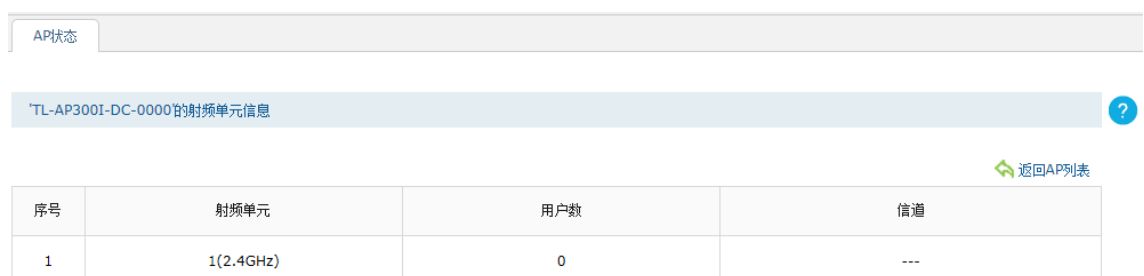 AP状态
'TL-AP300I-DC-0000'的射频单元信息
?
返回AP列表
序号 射频单元 用户数 信道
1 1(2.4GHz) 0 ---